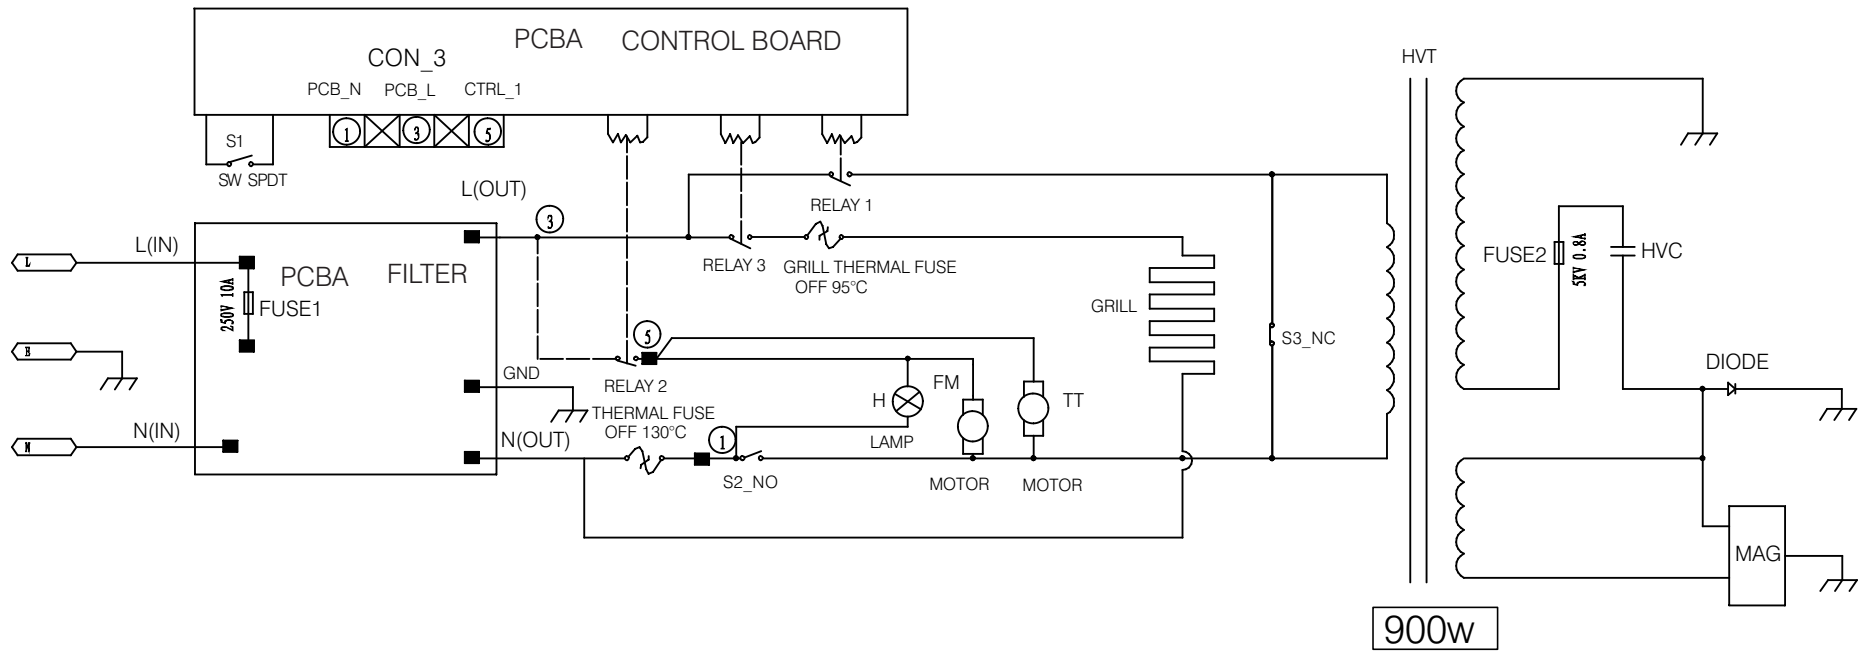 PCBA CONTROL BOARD
CON_3
PCB_N PCB_L CTRL_1
1 3 5
S1
SW SPDT
HVT
L(OUT)
3
RELAY 1
L(IN)
L
PCBA FILTER
250V 10A
FUSE1
RELAY 3
GRILL THERMAL FUSE
OFF 95°C
GRILL
S3_NC
FUSE2
5KV 0.8A
HVC
E
5
GND
RELAY 2
THERMAL FUSE
OFF 130°C
H
LAMP
FM
TT
DIODE
N(IN)
N
N(OUT)
1
S2_NO
MOTOR
MOTOR
MAG
900w